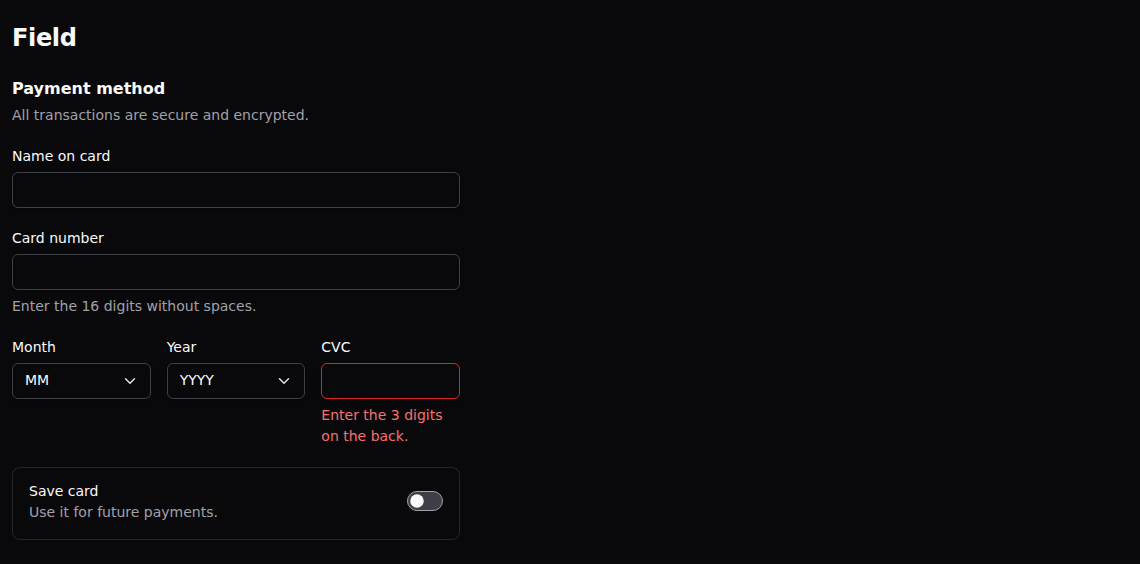 Field
Payment method
All transactions are secure and encrypted.
Name on card
Card number
Enter the 16 digits without spaces.
Month
Year
CVC
MM
YYYY
Enter the 3 digits
on the back.
Save card
Use it for future payments.